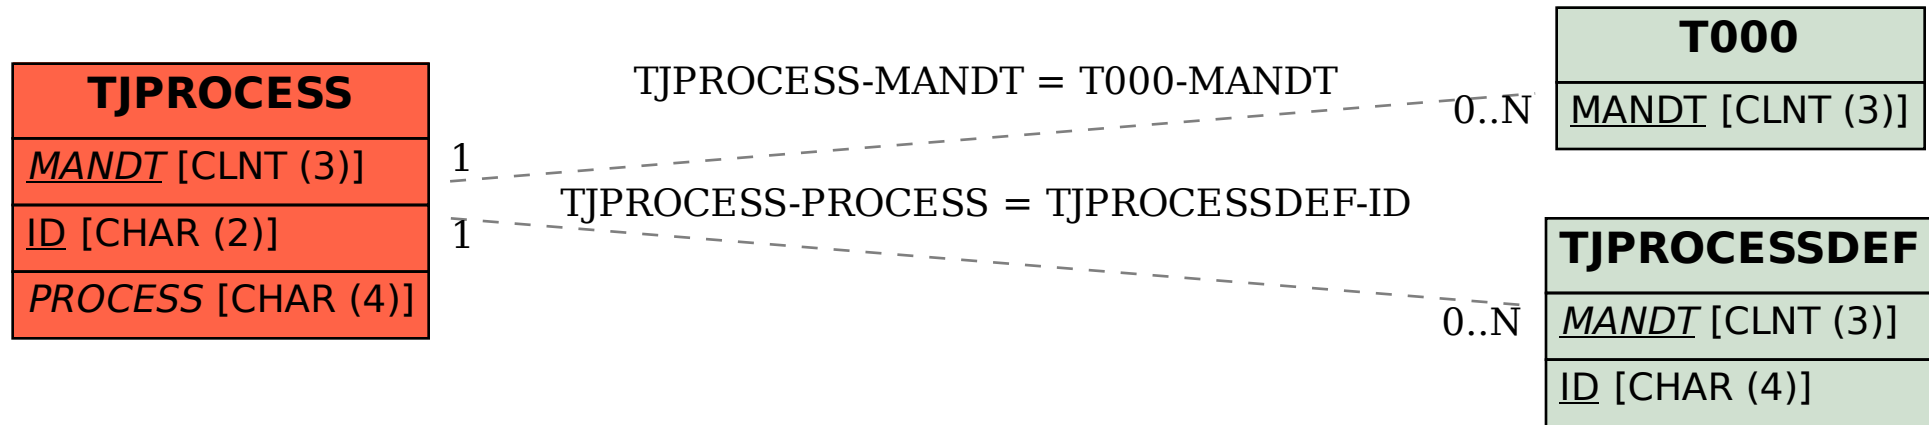 TJPROCESS
MANDT [CLNT (3)]
ID [CHAR (2)]
PROCESS [CHAR (4)]
TJPROCESS-MANDT = T000-MANDT
1
0..N
TJPROCESS-PROCESS = TJPROCESSDEF-ID
1
0..N
T000
MANDT [CLNT (3)]
TJPROCESSDEF
MANDT [CLNT (3)]
ID [CHAR (4)]